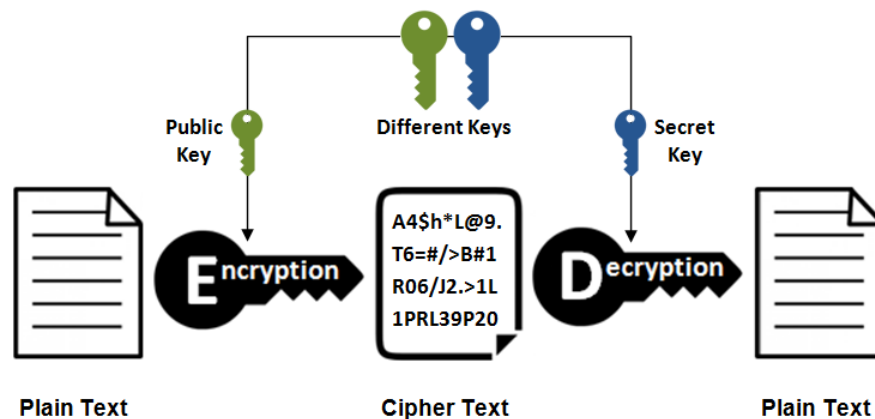 Public
Key
Different Keys
Secret
Key
Encryption
A4$h*L@9.
T6=#/>B#1
R06/J2.>1L
1PRL39P20
Decryption
Plain Text
Cipher Text
Plain Text